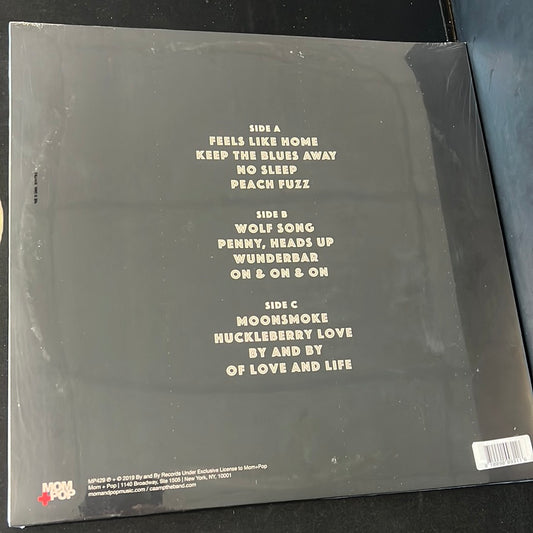 SIDE A
FEELS LIKE HOME
KEEP THE BLUES AWAY
NO SLEEP
PEACH FUZZ
SIDE B
WOLF SONG
PENNY, HEADS UP
WUNDERBAR
ON & ON & ON
SIDE C
MOONSMOKE
HUCKLEBERRY LOVE
BY AND BY
OF LOVE AND LIFE
MOM
+POP
MP429 ℗ + © 2019 By and By Records Under Exclusive License to Mom+Pop
Mom + Pop | 1140 Broadway, Ste 1505 | New York, NY, 10001
momandpopmusic.com / caamptheband.com